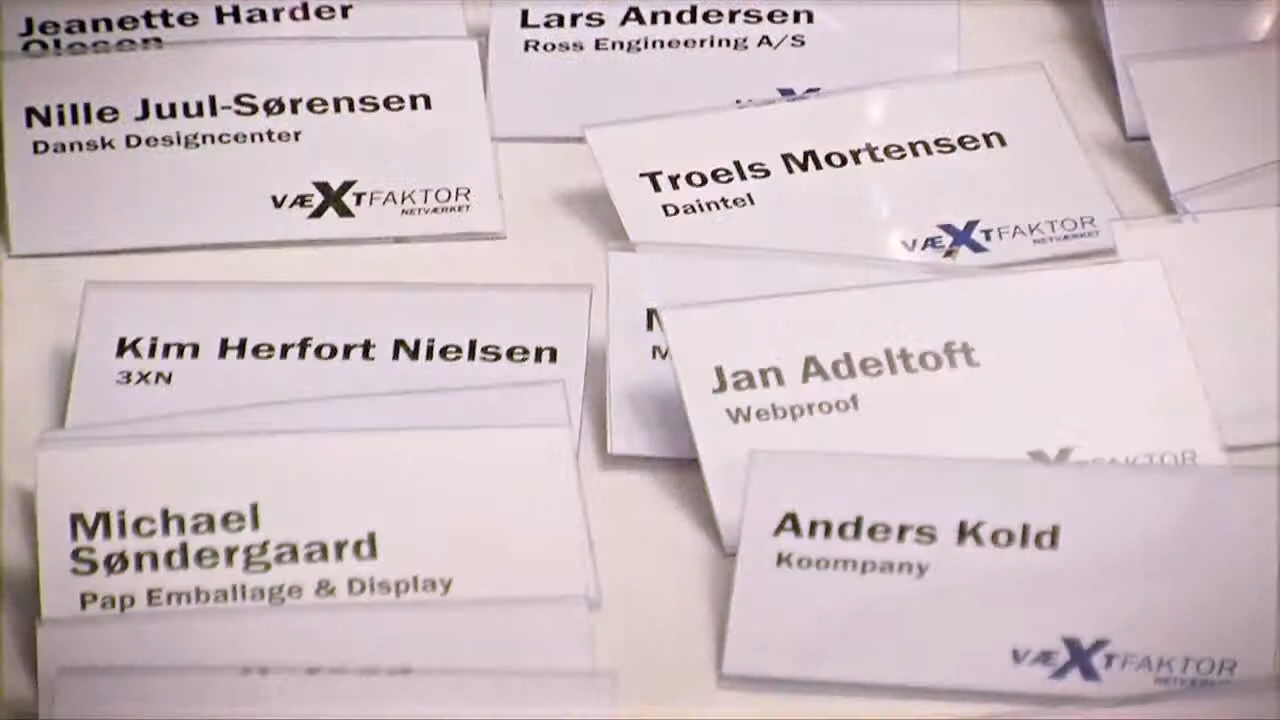 Jeanette Harder
Olesen
Lars Andersen
Ross Engineering A/S
Nille Juul-Sørensen
Dansk Designcenter
VÆXTFAKTOR
NETVÆRKET
Troels Mortensen
Daintel
VÆXTFAKTOR
NETVÆRKET
Kim Herfort Nielsen
3XN
Jan Adeltoft
Webproof
Michael
Søndergaard
Pap Emballage & Display
Anders Kold
Koompany
VÆXTFAKTOR
NETVÆRKET